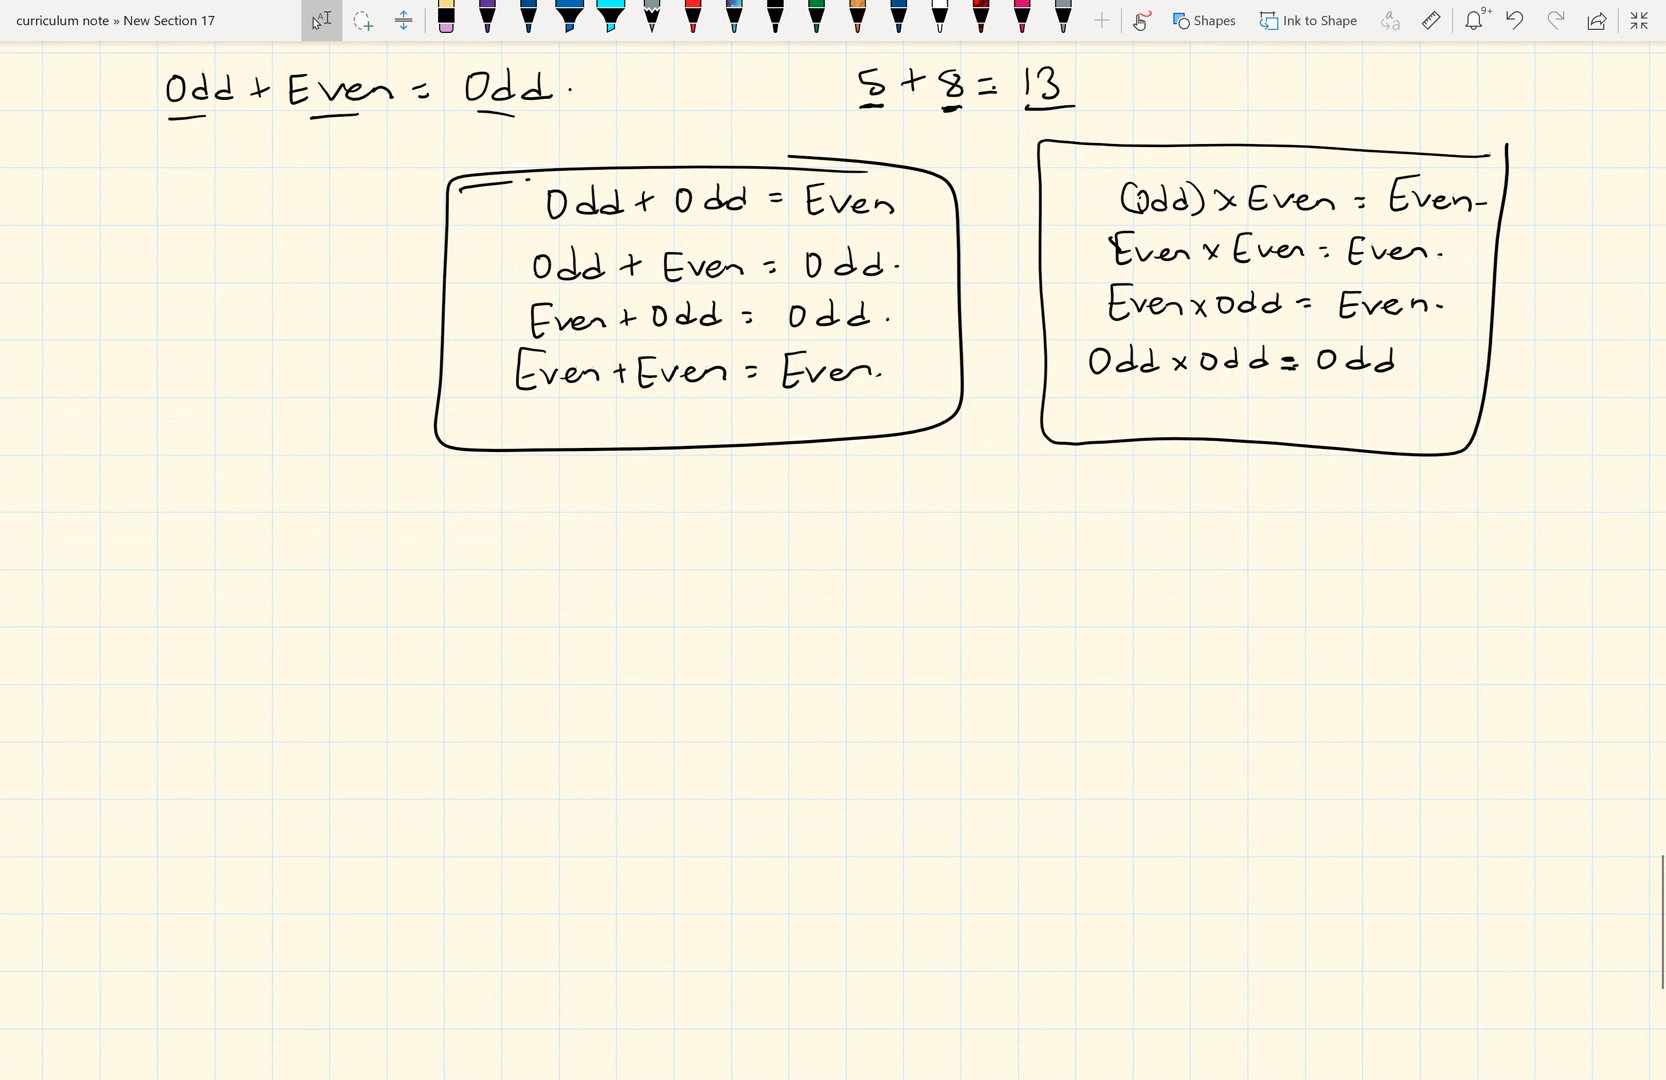 curriculum note » New Section 17
Shapes
Ink to Shape
9+
Odd + Even = Odd.
5 + 8 = 13
Odd + Odd = Even
Odd + Even = Odd.
Even + Odd = Odd.
Even + Even = Even.
(Odd) × Even = Even-
Even × Even = Even.
Even × Odd = Even.
Odd × Odd = Odd